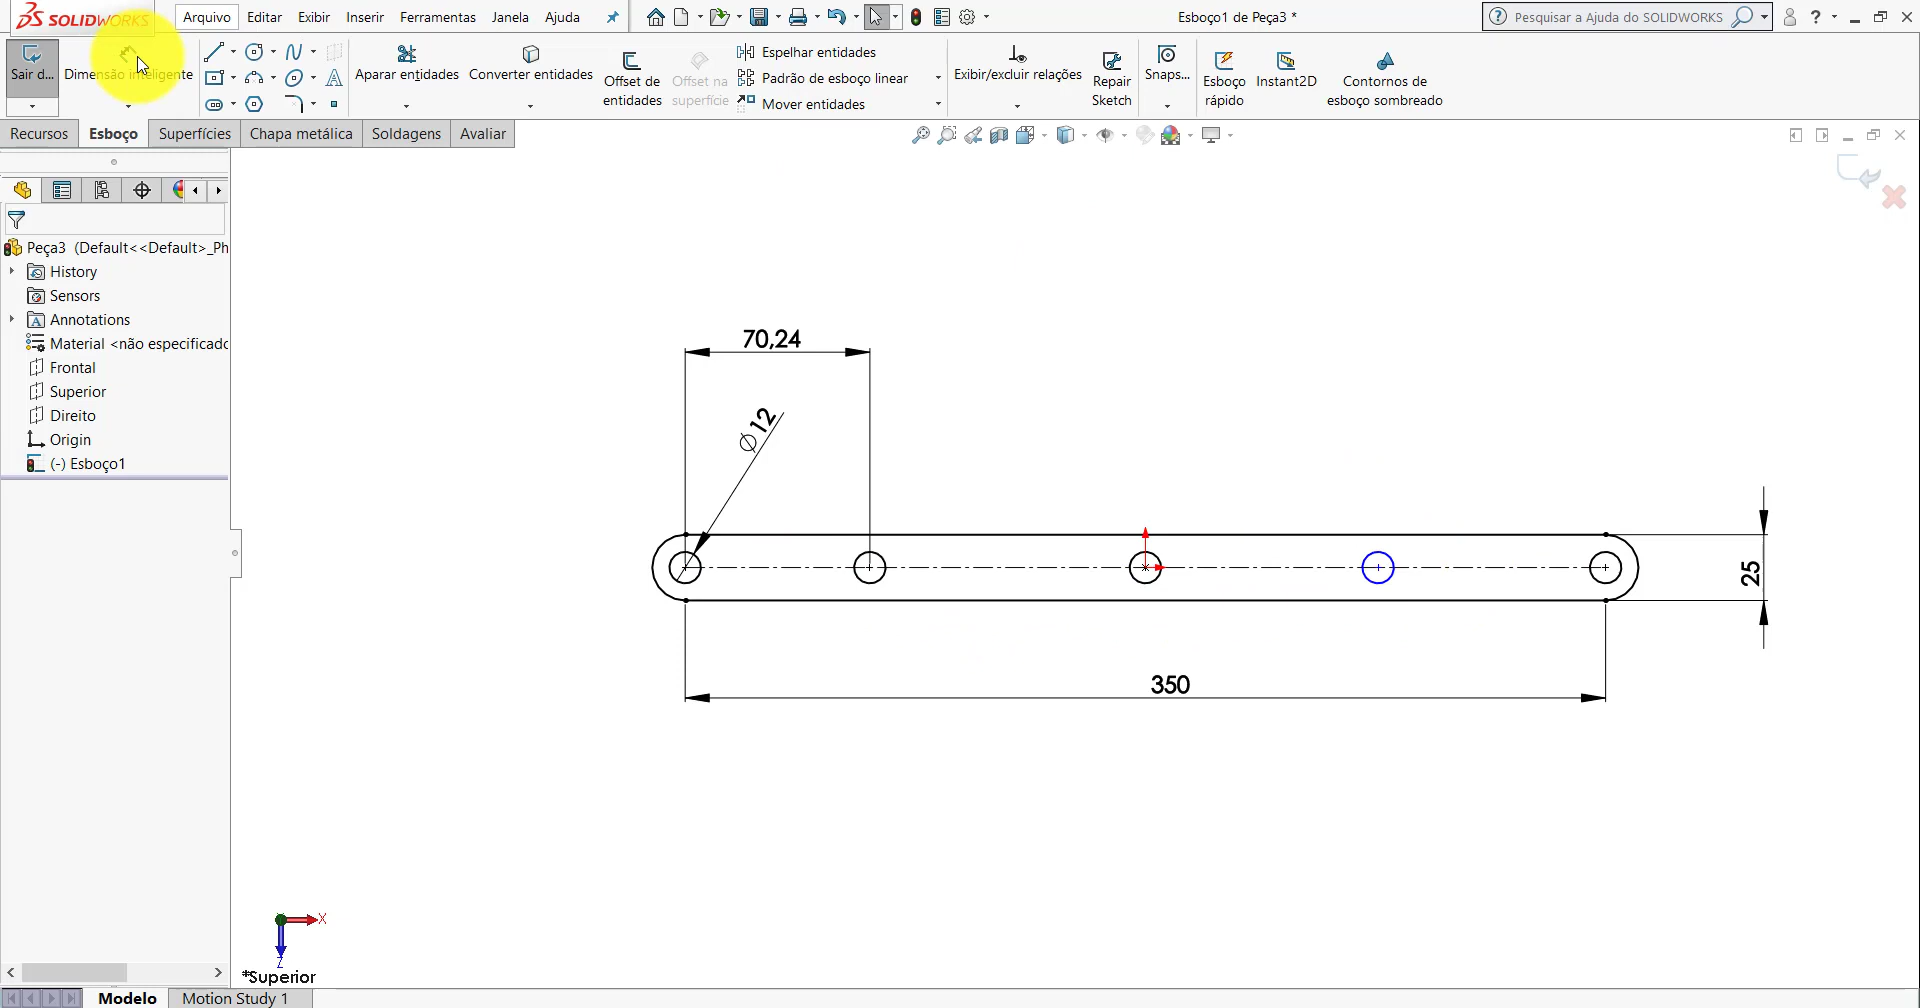 SOLIDWORKS
Arquivo Editar Exibir Inserir Ferramentas Janela Ajuda
Esboço1 de Peça3 *
Pesquisar a Ajuda do SOLIDWORKS
Sair d...
Dimensão inteligente
Aparar entidades
Converter entidades
Offset de entidades
Offset na superfície
Espelhar entidades
Padrão de esboço linear
Mover entidades
Exibir/excluir relações
Repair Sketch
Snaps...
Esboço rápido
Instant2D
Contornos de esboço sombreado
Recursos Esboço Superfícies Chapa metálica Soldagens Avaliar
Peça3 (Default<<Default>_Ph
History
Sensors
Annotations
Material <não especificado
Frontal
Superior
Direito
Origin
(-) Esboço1
70,24
Ø12
25
350
X
Z
*Superior
Modelo Motion Study 1